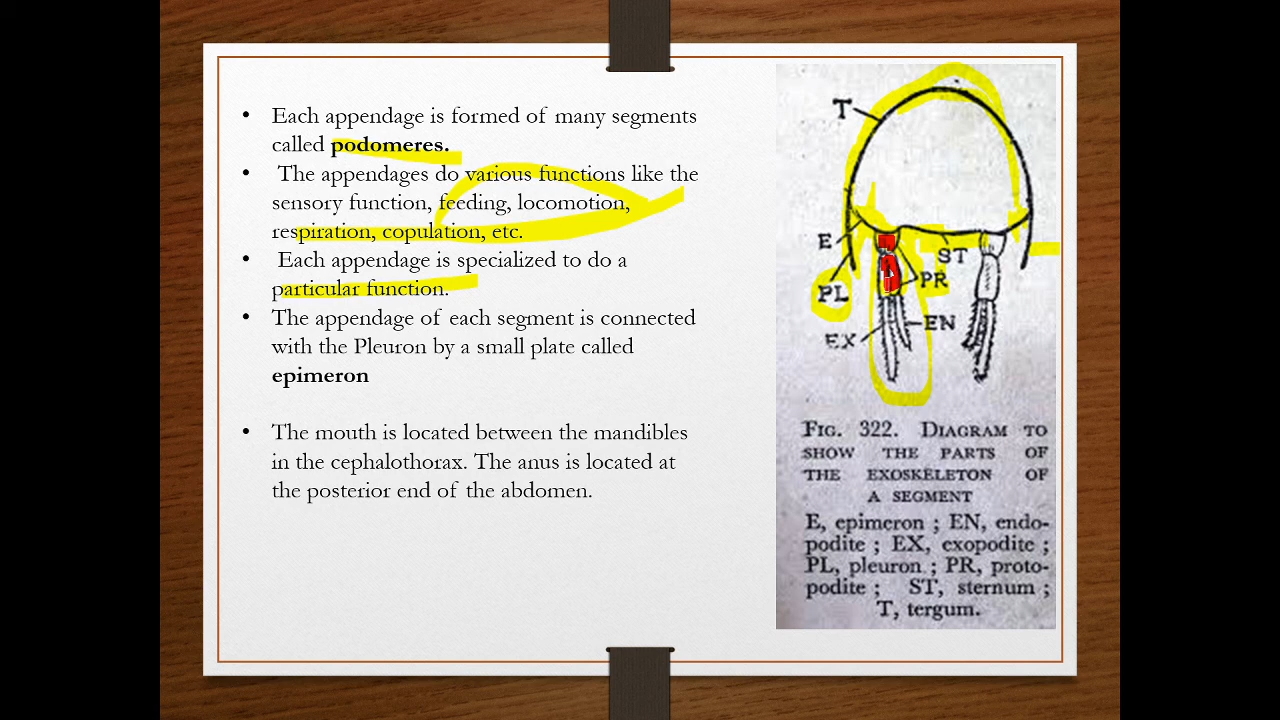 • Each appendage is formed of many segments
called podomeres.
• The appendages do various functions like the
sensory function, feeding, locomotion,
respiration, copulation, etc.
• Each appendage is specialized to do a
particular function.
• The appendage of each segment is connected
with the Pleuron by a small plate called
epimeron
• The mouth is located between the mandibles
in the cephalothorax. The anus is located at
the posterior end of the abdomen.
T
E
ST
PL
PR
EN
EX
FIG. 322. DIAGRAM TO
SHOW THE PARTS OF
THE EXOSKELETON OF
A SEGMENT
E, epimeron ; EN, endo-
podite ; EX, exopodite ;
PL, pleuron ; PR, proto-
podite ; ST, sternum ;
T, tergum.